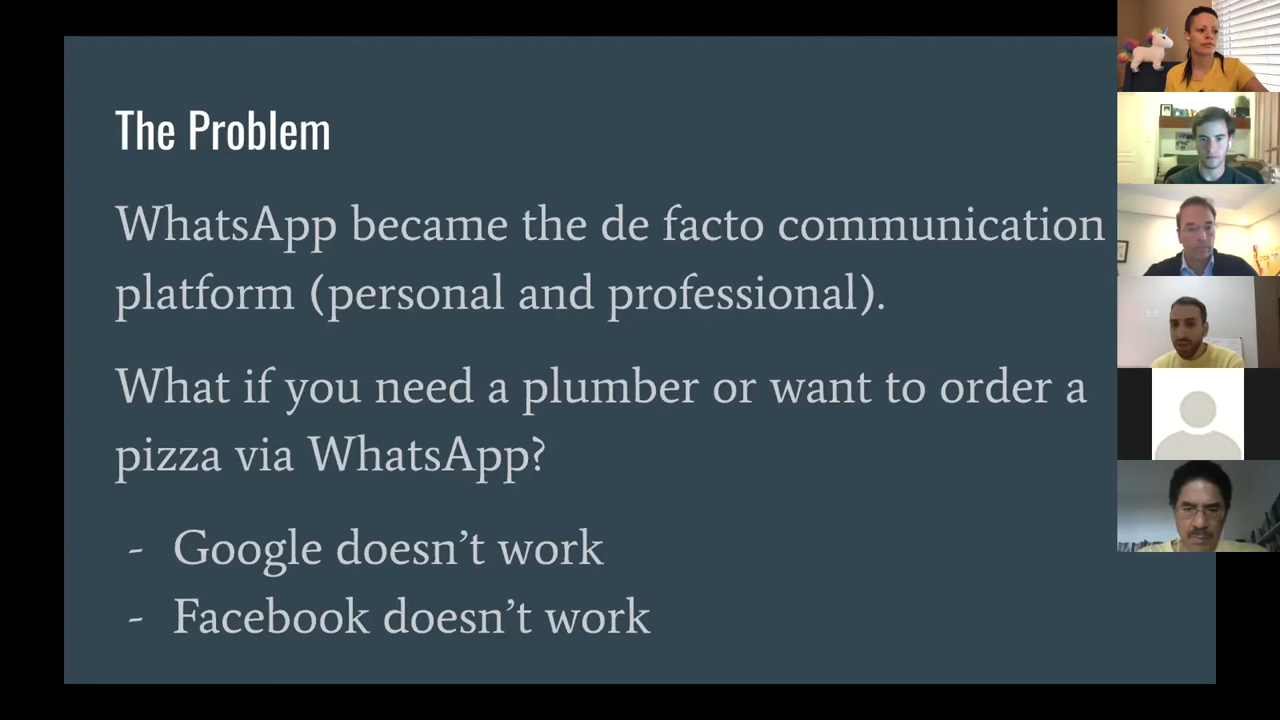 The Problem
WhatsApp became the de facto communication
platform (personal and professional).
What if you need a plumber or want to order a
pizza via WhatsApp?
- Google doesn’t work
- Facebook doesn’t work